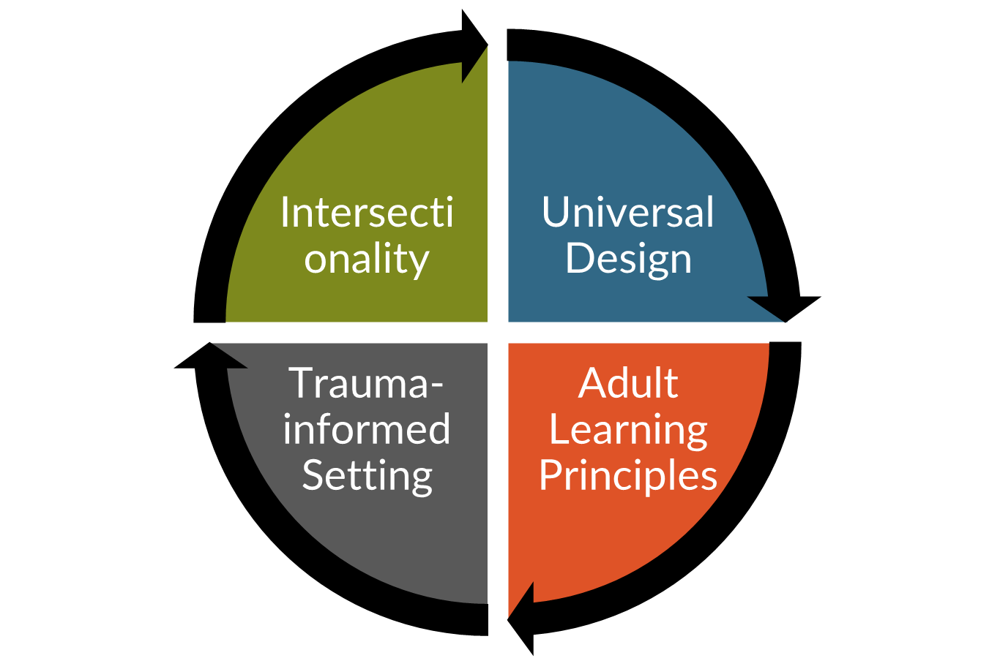 Intersecti
onality
Universal
Design
Trauma-
informed
Setting
Adult
Learning
Principles